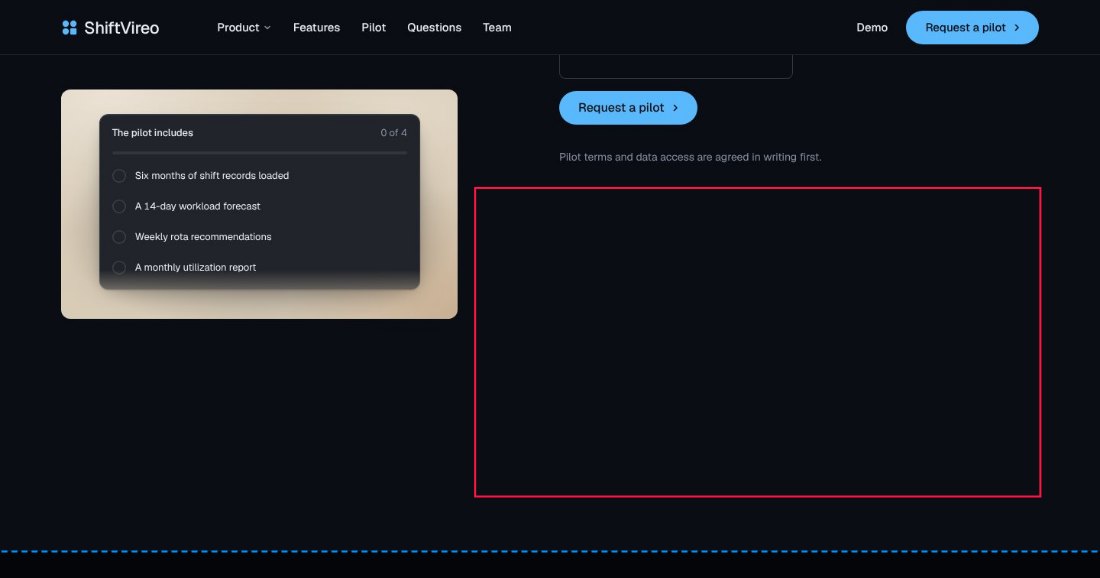 ShiftVireo
Product
Features
Pilot
Questions
Team
Demo
Request a pilot
The pilot includes
0 of 4
Six months of shift records loaded
A 14-day workload forecast
Weekly rota recommendations
A monthly utilization report
Request a pilot
Pilot terms and data access are agreed in writing first.